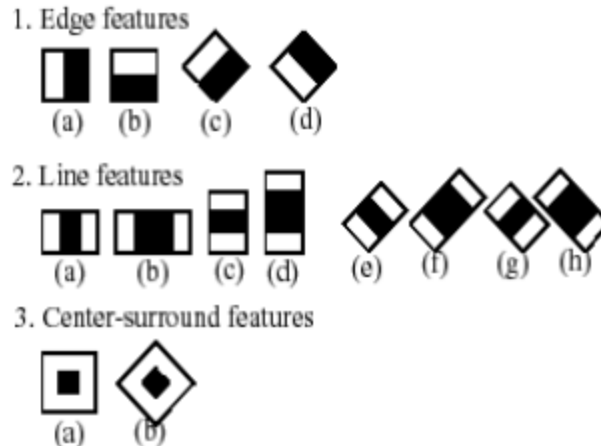 1. Edge features
(a) (b) (c) (d)
2. Line features
(a) (b) (c) (d) (e) (f) (g) (h)
3. Center-surround features
(a) (b)